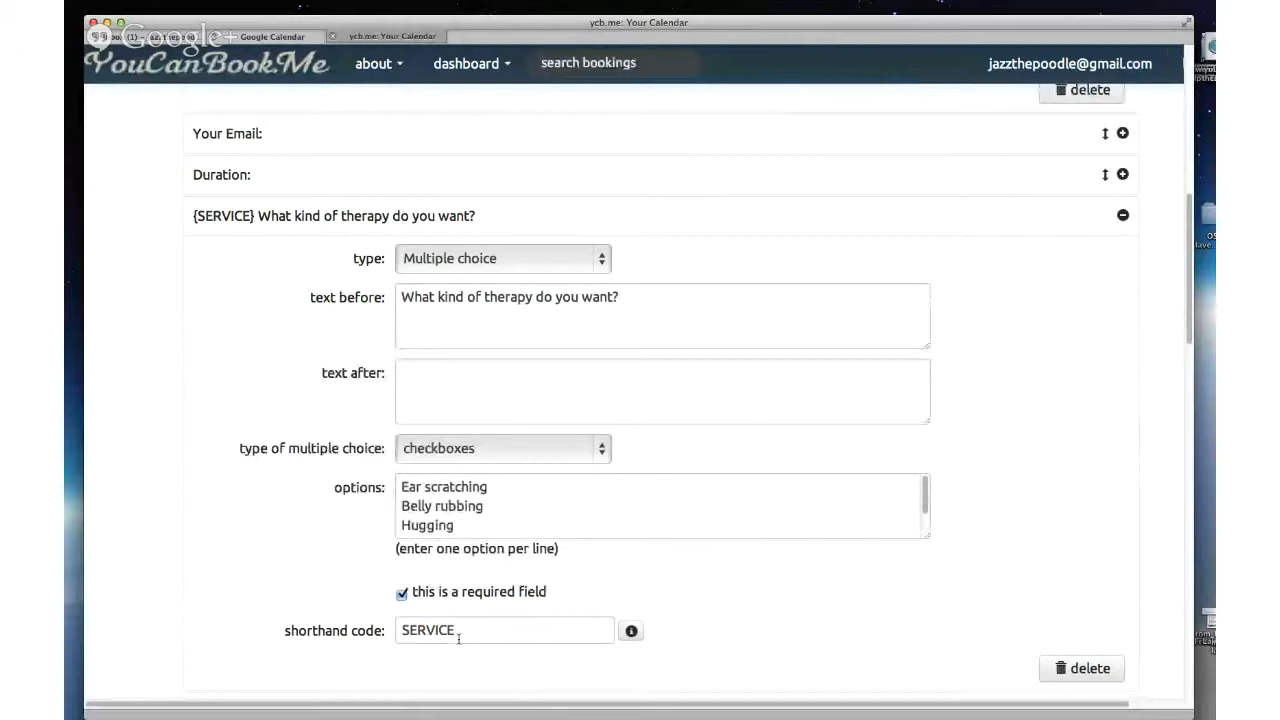 ycb.me: Your Calendar
Google+
Google Calendar
ycb.me: Your Calendar
YouCanBook.Me
about
dashboard
search bookings
jazzthepoodle@gmail.com
delete
Your Email:
Duration:
{SERVICE} What kind of therapy do you want?
type:
Multiple choice
text before:
What kind of therapy do you want?
text after:
type of multiple choice:
checkboxes
options:
Ear scratching
Belly rubbing
Hugging
(enter one option per line)
this is a required field
shorthand code:
SERVICE
delete